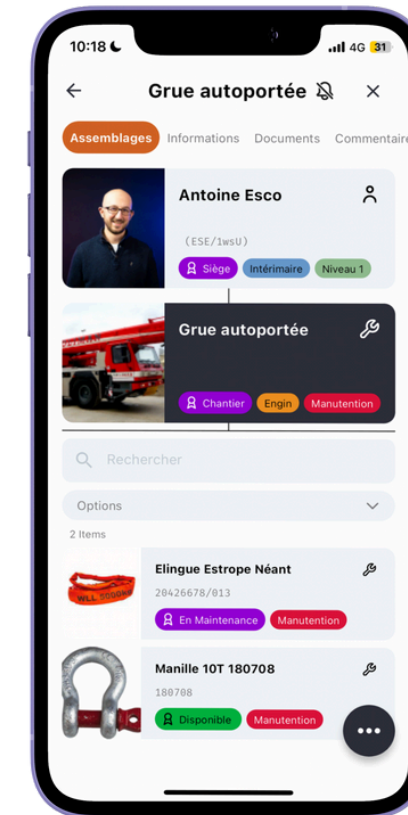 10:18
4G 31
Grue autoportée
Assemblages Informations Documents Commentaire
Antoine Esco
(ESE/1wsU)
Siège Intérimaire Niveau 1
Grue autoportée
Chantier Engin Manutention
Rechercher
Options
2 Items
Elingue Estrope Néant
20426678/013
WLL 5000K
En Maintenance Manutention
Manille 10T 180708
180708
Disponible Manutention